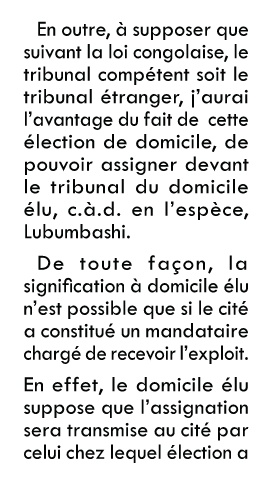 En outre, à supposer que
suivant la loi congolaise, le
tribunal compétent soit le
tribunal étranger, j'aurai
l'avantage du fait de cette
élection de domicile, de
pouvoir assigner devant
le tribunal du domicile
élu, c.à.d. en l'espèce,
Lubumbashi.
De toute façon, la
signification à domicile élu
n'est possible que si le cité
a constitué un mandataire
chargé de recevoir l'exploit.
En effet, le domicile élu
suppose que l'assignation
sera transmise au cité par
celui chez lequel élection a